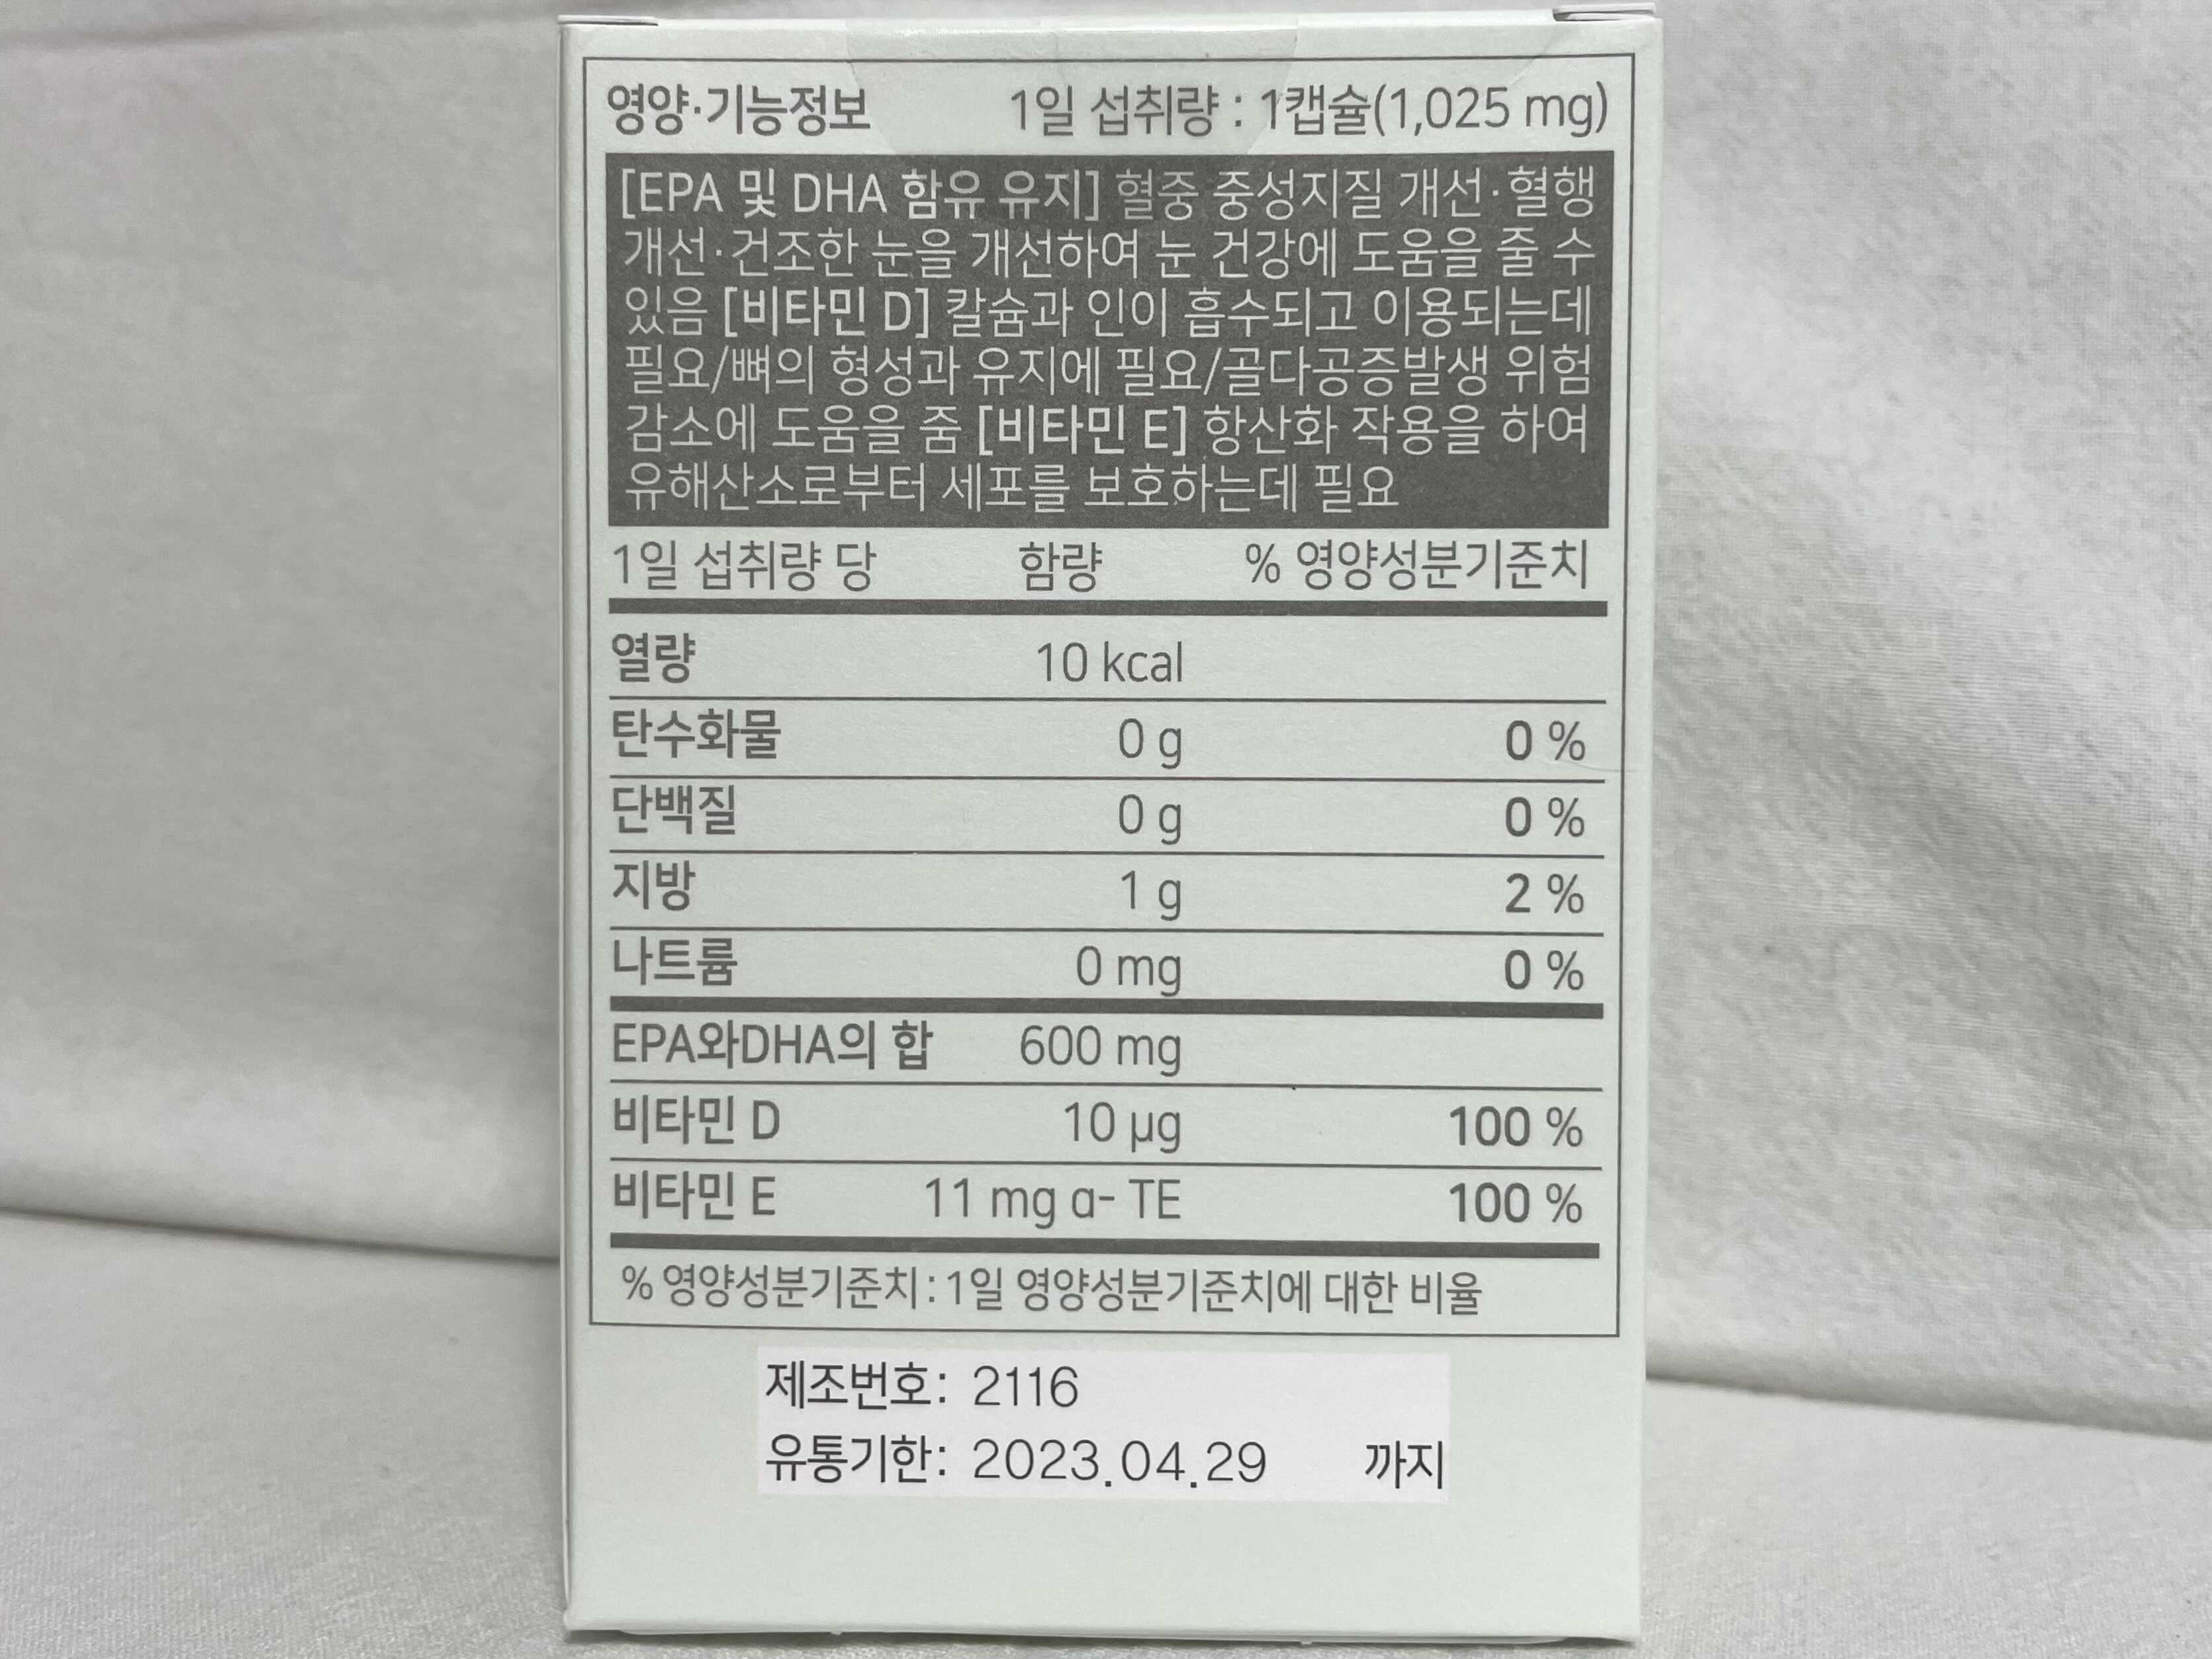 영양·기능정보 1일 섭취량 : 1캡슐(1,025 mg)
[EPA 및 DHA 함유 유지] 혈중 중성지질 개선·혈행
개선·건조한 눈을 개선하여 눈 건강에 도움을 줄 수
있음 [비타민 D] 칼슘과 인이 흡수되고 이용되는데
필요/뼈의 형성과 유지에 필요/골다공증발생 위험
감소에 도움을 줌 [비타민 E] 항산화 작용을 하여
유해산소로부터 세포를 보호하는데 필요
1일 섭취량 당 함량 % 영양성분기준치
열량 10 kcal
탄수화물 0 g 0 %
단백질 0 g 0 %
지방 1 g 2 %
나트륨 0 mg 0 %
EPA와DHA의 합 600 mg
비타민 D 10 µg 100 %
비타민 E 11 mg α- TE 100 %
% 영양성분기준치 : 1일 영양성분기준치에 대한 비율
제조번호: 2116
유통기한: 2023.04.29 까지